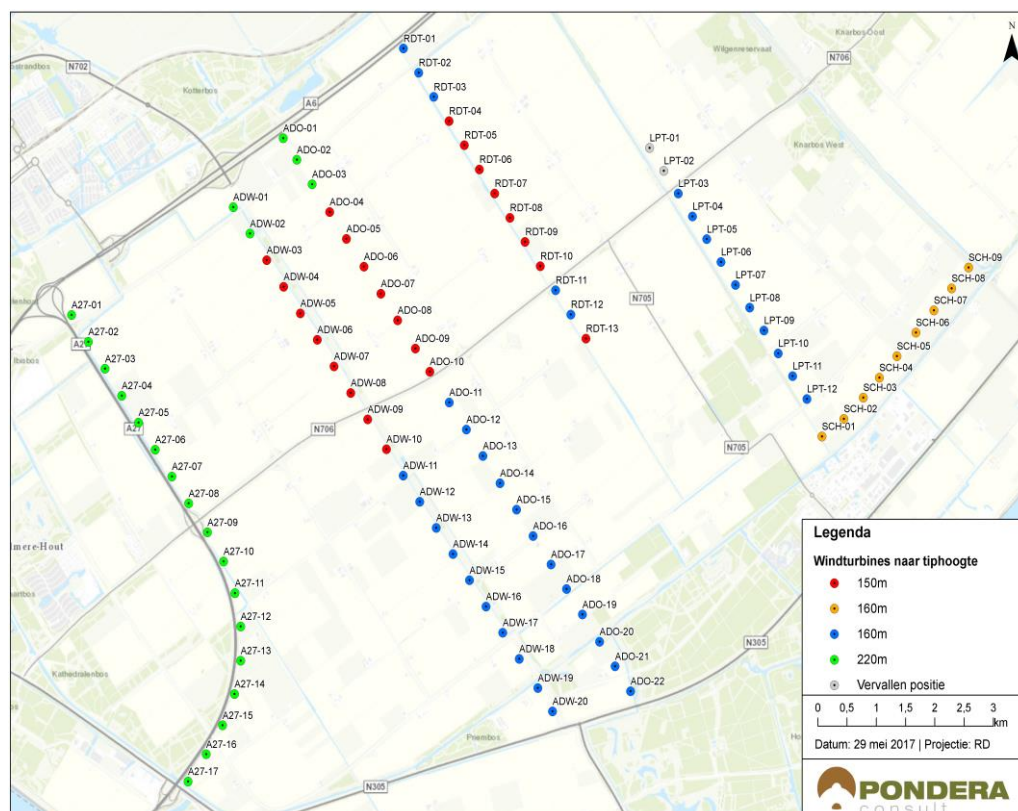 N
Knarbos Oost
Wilgenreservaat
N706
RDT-01
RDT-02
RDT-03
RDT-04
RDT-05
RDT-06
RDT-07
RDT-08
RDT-09
RDT-10
RDT-11
RDT-12
RDT-13
N702
Kotterbos
A6
ADO-01
ADO-02
ADO-03
ADO-04
ADO-05
ADO-06
ADO-07
ADO-08
ADO-09
ADO-10
ADO-11
ADO-12
ADO-13
ADO-14
ADO-15
ADO-16
ADO-17
ADO-18
ADO-19
ADO-20
ADO-21
ADO-22
ADW-01
ADW-02
ADW-03
ADW-04
ADW-05
ADW-06
ADW-07
ADW-08
ADW-09
ADW-10
ADW-11
ADW-12
ADW-13
ADW-14
ADW-15
ADW-16
ADW-17
ADW-18
ADW-19
ADW-20
LPT-01
LPT-02
LPT-03
LPT-04
LPT-05
LPT-06
LPT-07
LPT-08
LPT-09
LPT-10
LPT-11
LPT-12
Knarbos West
SCH-09
SCH-08
SCH-07
SCH-06
SCH-05
SCH-04
SCH-03
SCH-02
SCH-01
N705
N705
N706
A27-01
A27-02
A27-03
A27-04
A27-05
A27
A27-06
A27-07
A27-08
A27-09
A27-10
A27-11
A27-12
A27-13
A27-14
A27-15
A27-16
A27-17
Kathedralenbos
Priembos
N305
N305
Legenda
Windturbines naar tiphoogte
150m
160m
160m
220m
Vervallen positie
0 0,5 1 2 2,5 3
km
Datum: 29 mei 2017 | Projectie: RD
PONDERA
consult